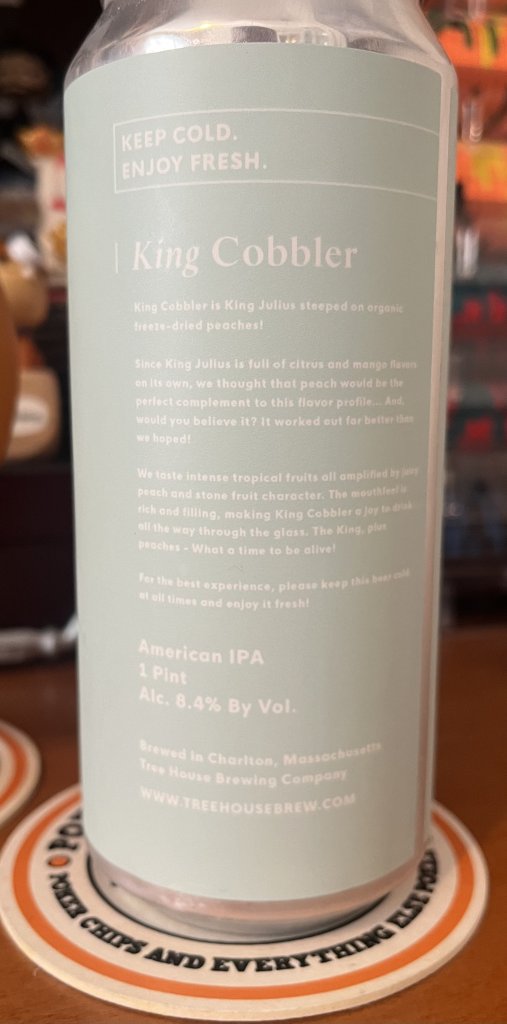 KEEP COLD.
ENJOY FRESH.
King Cobbler
King Cobbler is King Julius steeped on organic
freeze-dried peaches!
Since King Julius is full of citrus and mango flavors
on its own, we thought that peach would be the
perfect complement to this flavor profile... And,
would you believe it? It worked out far better than
we hoped!
We taste intense tropical fruits all amplified by juicy
peach and stone fruit character. The mouthfeel is
rich and filling, making King Cobbler a joy to drink
all the way through the glass. The King, plus
peaches - What a time to be alive!
For the best experience, please keep this beer cold
at all times and enjoy it fresh!
American IPA
1 Pint
Alc. 8.4% By Vol.
Brewed in Charlton, Massachusetts
Tree House Brewing Company
WWW.TREEHOUSEBREW.COM
POKER CHIPS AND EVERYTHING ELSE POKER